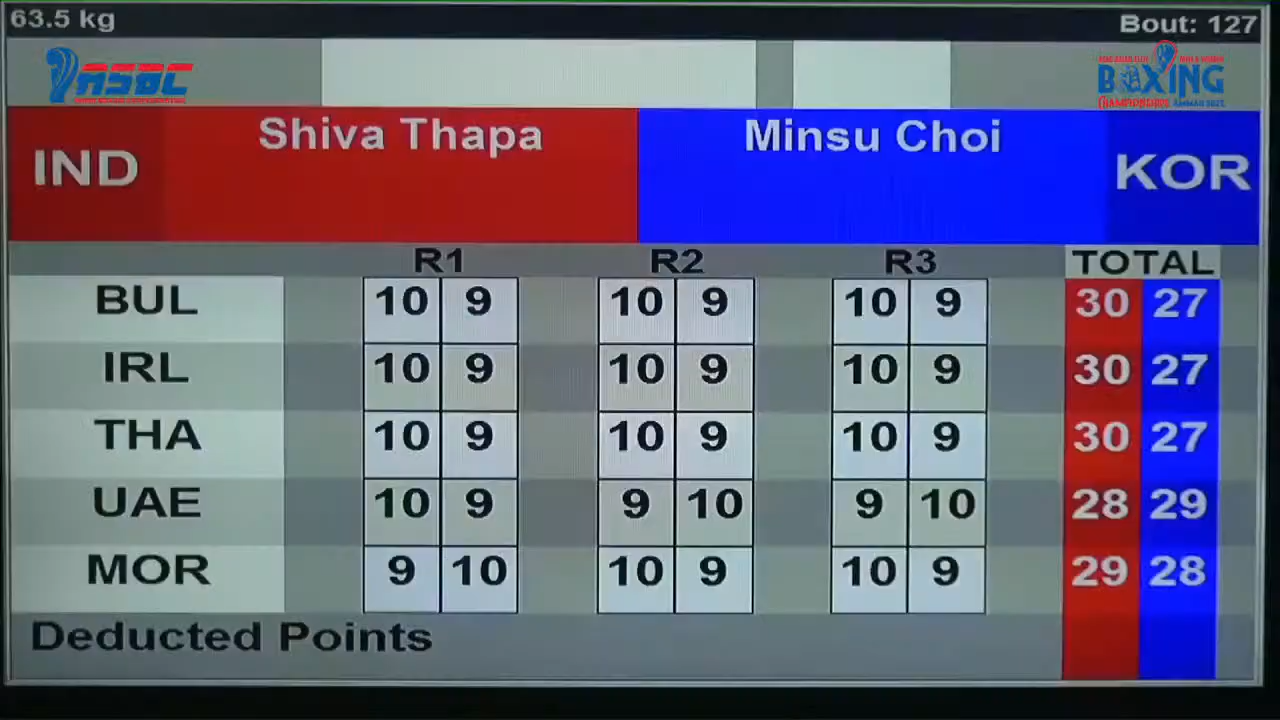 63.5 kg Bout: 127
ASBC BOXING
CHAMPIONSHIPS AMMAN 2022
IND Shiva Thapa Minsu Choi KOR
R1 R2 R3 TOTAL
BUL 10 9 10 9 10 9 30 27
IRL 10 9 10 9 10 9 30 27
THA 10 9 10 9 10 9 30 27
UAE 10 9 9 10 9 10 28 29
MOR 9 10 10 9 10 9 29 28
Deducted Points